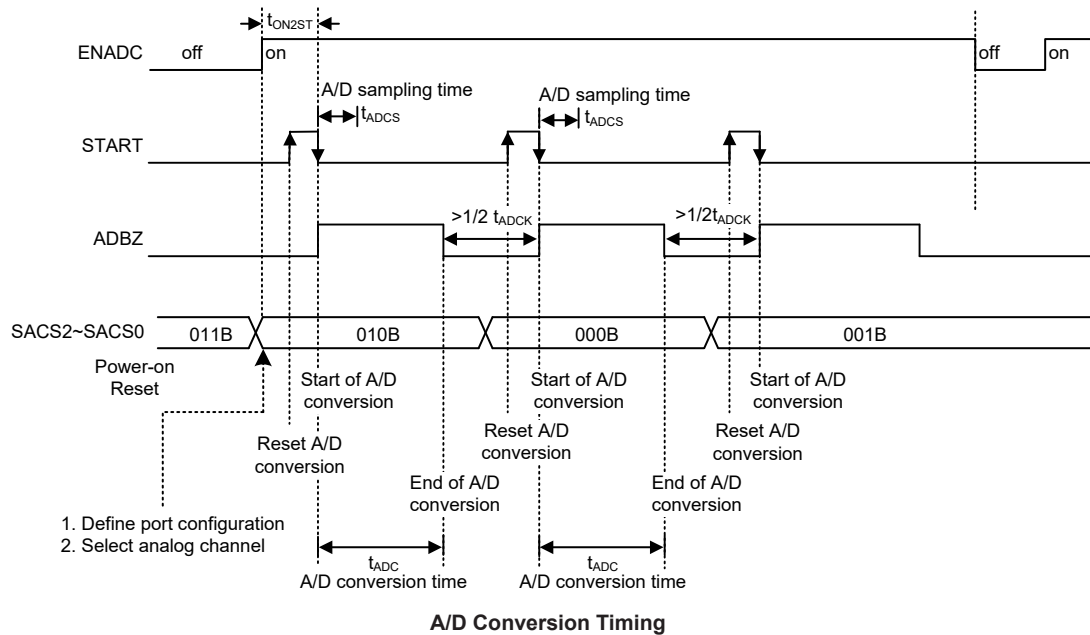 tON2ST
ENADC
off
on
off
on
A/D sampling time
tADCS
A/D sampling time
tADCS
START
>1/2 tADCK
>1/2tADCK
ADBZ
SACS2~SACS0
011B
010B
000B
001B
Power-on
Reset
Start of A/D
conversion
Start of A/D
conversion
Start of A/D
conversion
Reset A/D
conversion
Reset A/D
conversion
Reset A/D
conversion
End of A/D
conversion
End of A/D
conversion
1. Define port configuration
2. Select analog channel
tADC
A/D conversion time
tADC
A/D conversion time
A/D Conversion Timing